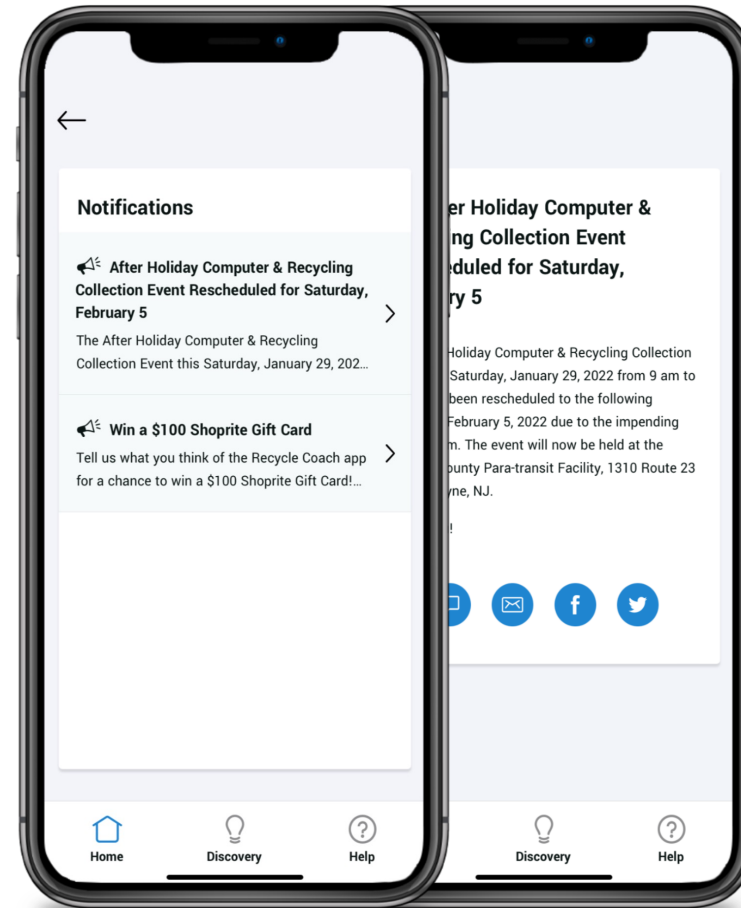 Notifications
After Holiday Computer & Recycling
Collection Event Rescheduled for Saturday,
February 5
The After Holiday Computer & Recycling
Collection Event this Saturday, January 29, 202...
Win a $100 Shoprite Gift Card
Tell us what you think of the Recycle Coach app
for a chance to win a $100 Shoprite Gift Card!...
Home
Discovery
Help
er Holiday Computer &
ng Collection Event
eduled for Saturday,
ry 5
Holiday Computer & Recycling Collection
Saturday, January 29, 2022 from 9 am to
been rescheduled to the following
February 5, 2022 due to the impending
m. The event will now be held at the
ounty Para-transit Facility, 1310 Route 23
yne, NJ.
!
Discovery
Help